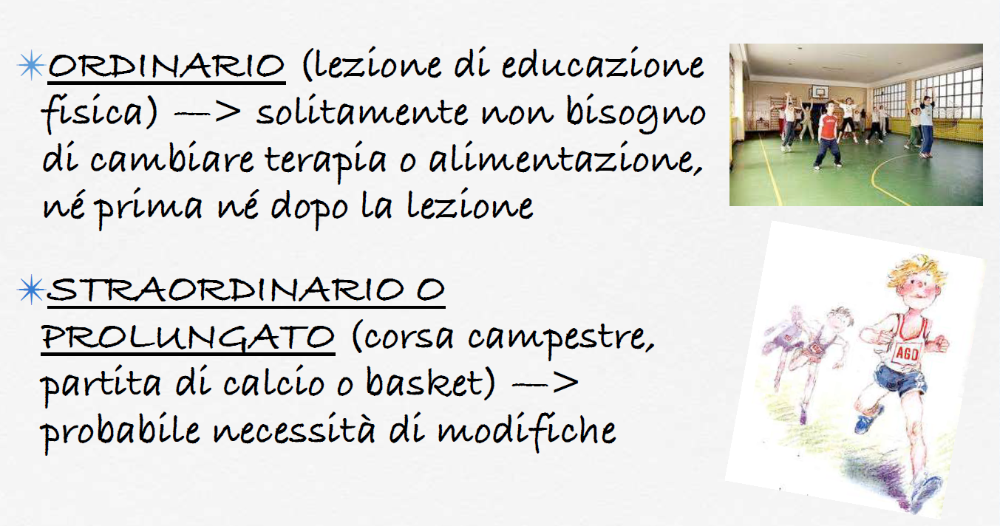 ORDINARIO (lezione di educazione
fisica) —> solitamente non bisogno
di cambiare terapia o alimentazione,
né prima né dopo la lezione
STRAORDINARIO O
PROLUNGATO (corsa campestre,
partita di calcio o basket) —>
probabile necessità di modifiche
AGD